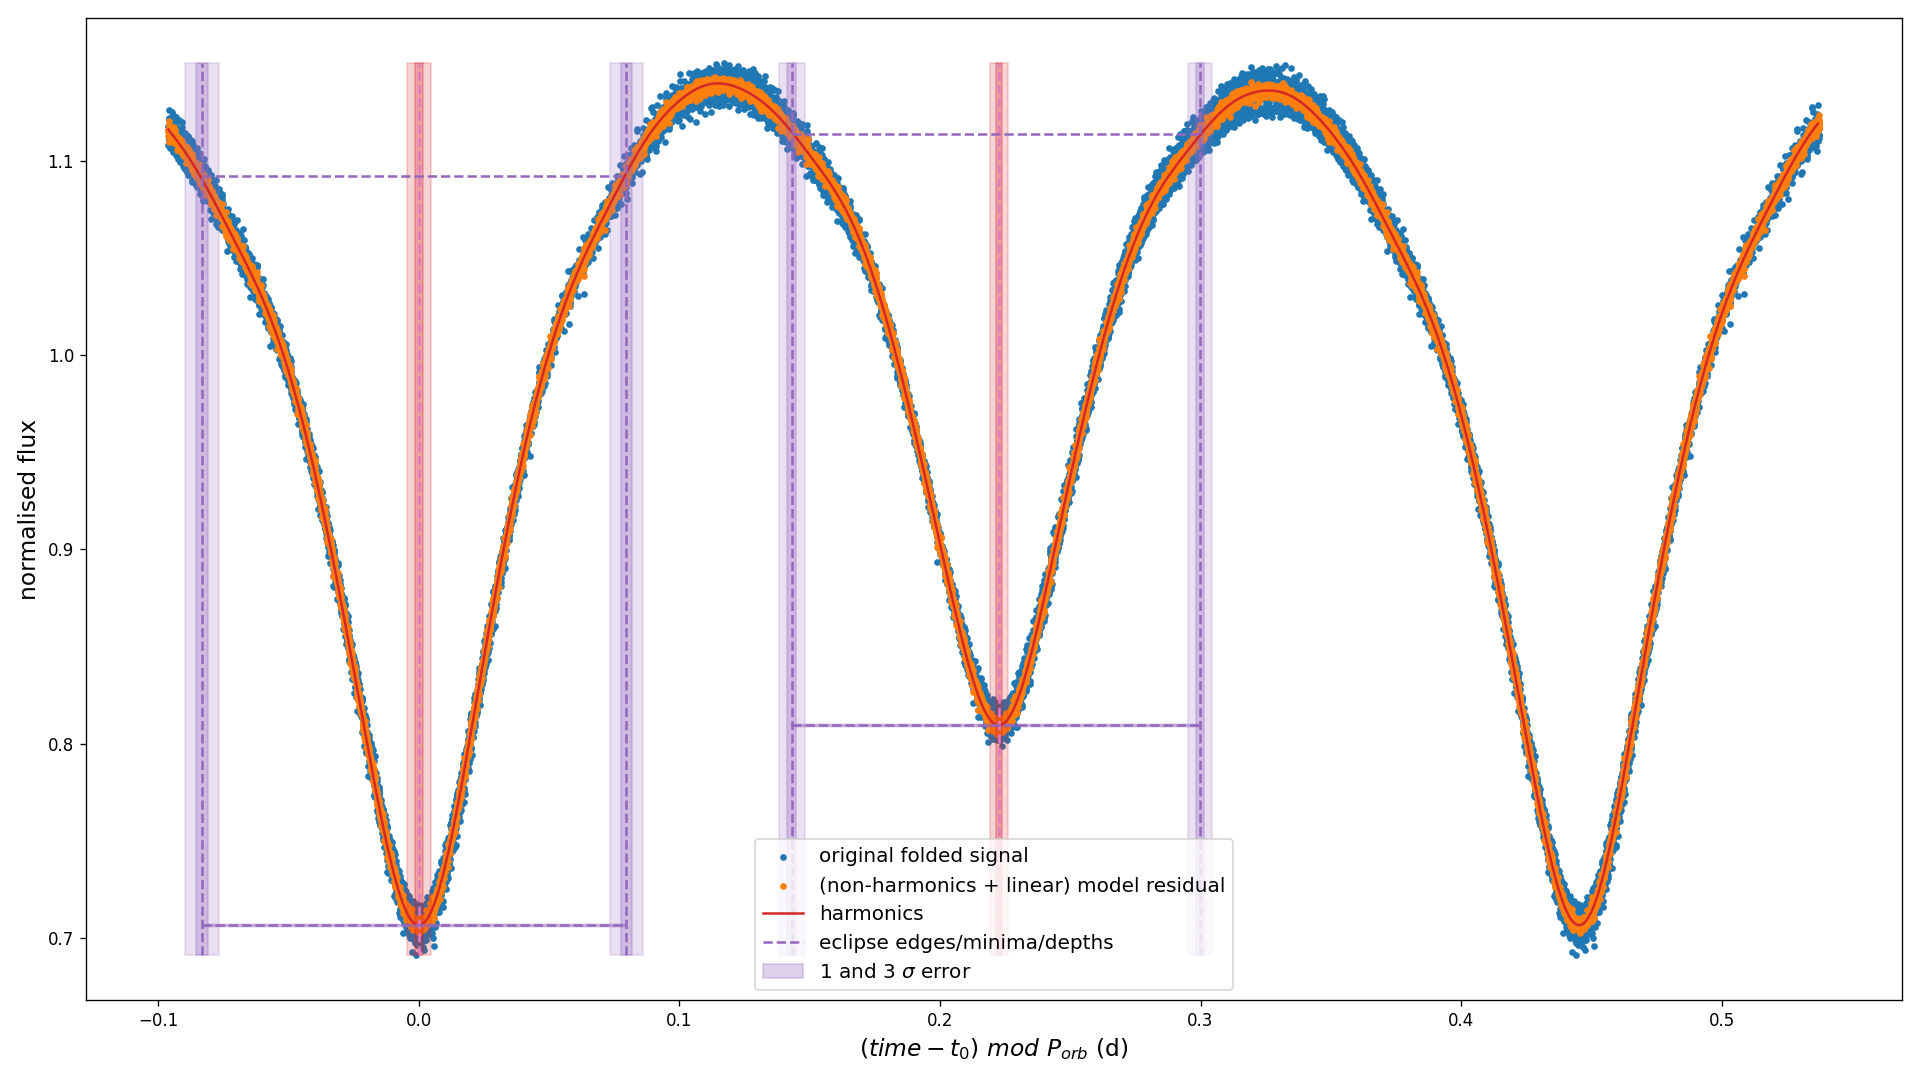 normalised flux
1.1
1.0
0.9
0.8
0.7
original folded signal
(non-harmonics + linear) model residual
harmonics
eclipse edges/minima/depths
1 and 3 σ error
−0.1 0.0 0.1 0.2 0.3 0.4 0.5
(time − t₀) mod Pₒᵣb (d)